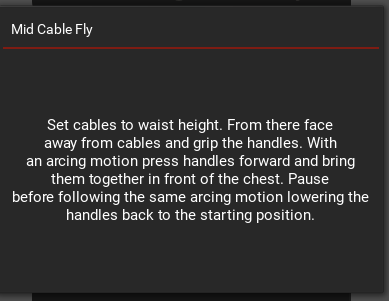 Mid Cable Fly
Set cables to waist height. From there face
away from cables and grip the handles. With
an arcing motion press handles forward and bring
them together in front of the chest. Pause
before following the same arcing motion lowering the
handles back to the starting position.